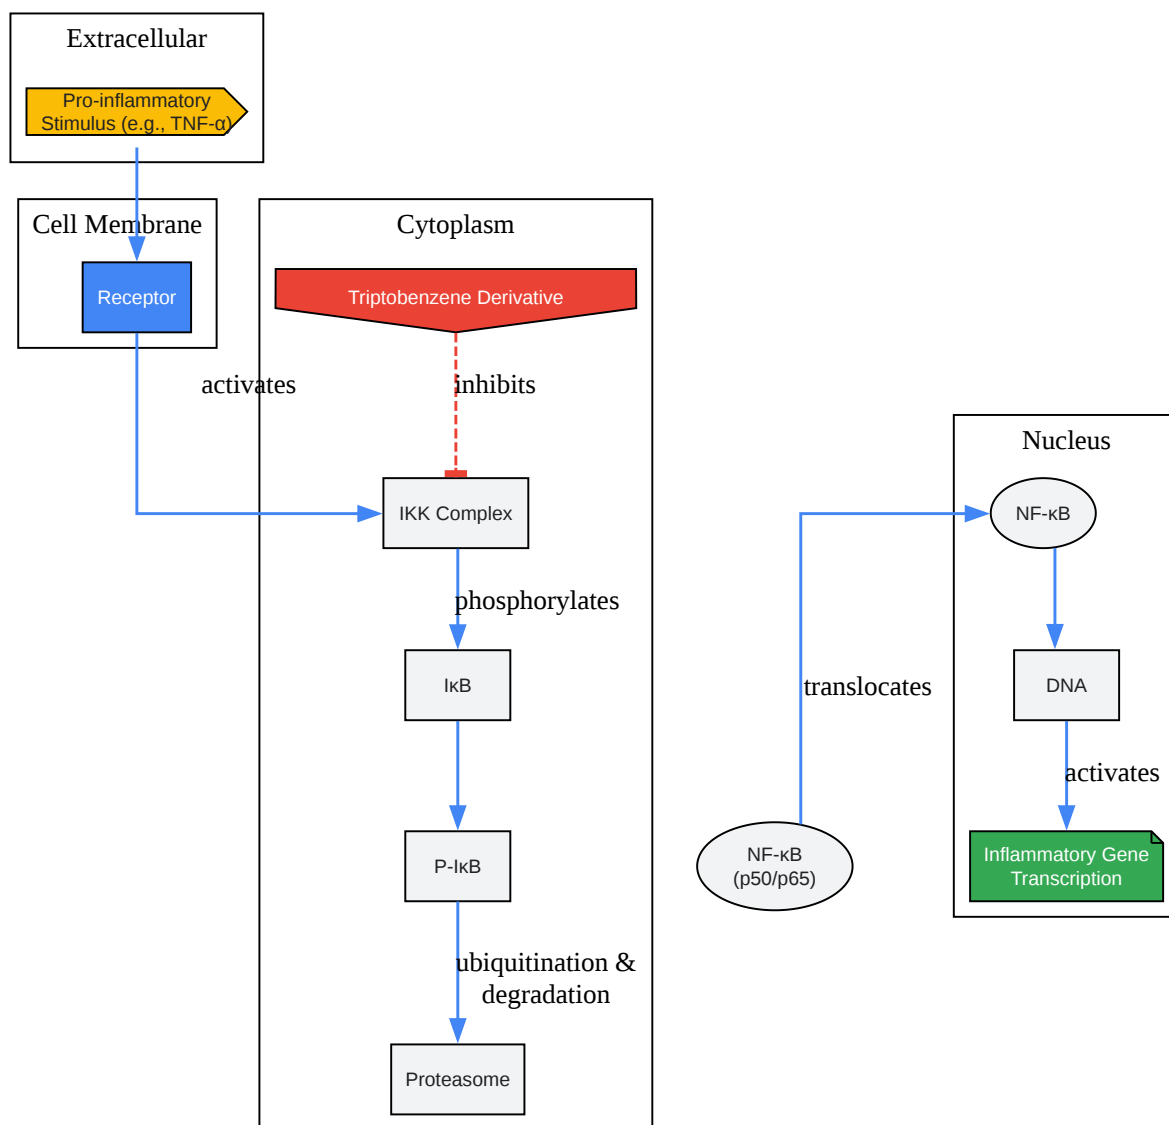 Extracellular
Pro-inflammatory
Stimulus (e.g., TNF-α)
Cell Membrane
Receptor
activates
Cytoplasm
Triptobenzene Derivative
inhibits
IKK Complex
phosphorylates
IκB
P-IκB
ubiquitination &
degradation
Proteasome
NF-κB
(p50/p65)
translocates
Nucleus
NF-κB
DNA
activates
Inflammatory Gene
Transcription